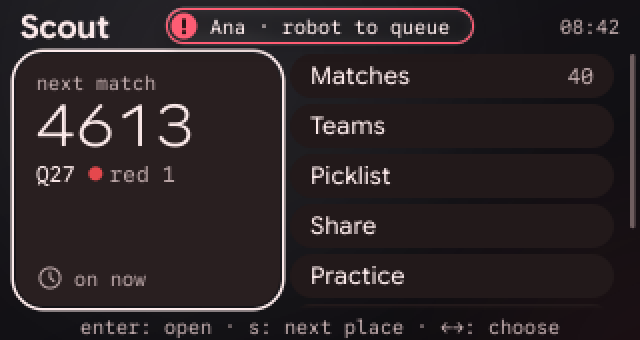 Scout
! Ana · robot to queue
08:42
next match
4613
Q27 red 1
on now
Matches 40
Teams
Picklist
Share
Practice
enter: open · s: next place · ↔: choose